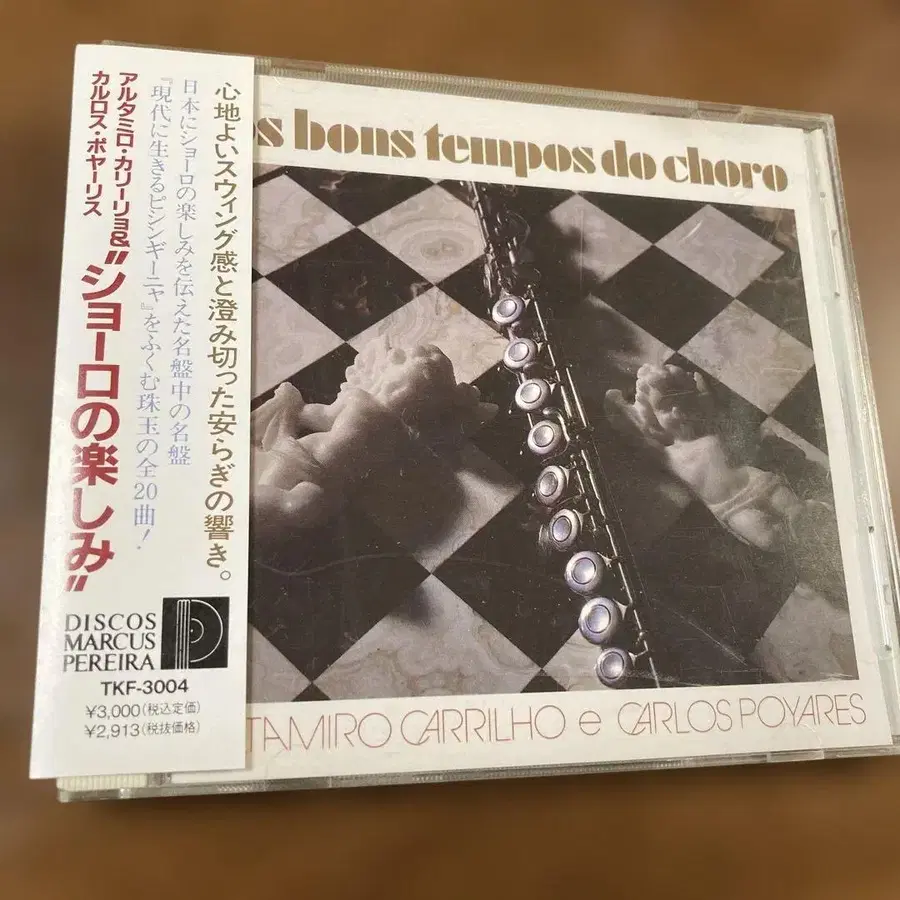 心地よいスウィング感と澄み切った安らぎの響き。
日本にショーロの楽しみを伝えた名盤中の名盤
『現代に生きるピシンギーニャ』をふくむ珠玉の全20曲！
アルタミロ・カリーリョ&
カルロス・ポヤーリス
"ショーロの楽しみ"
DISCOS
MARCUS
PEREIRA
TKF-3004
¥3,000(税込定価)
¥2,913(税抜価格)
os bons tempos do choro
TAMIRO CARRILHO e CARLOS POYARES